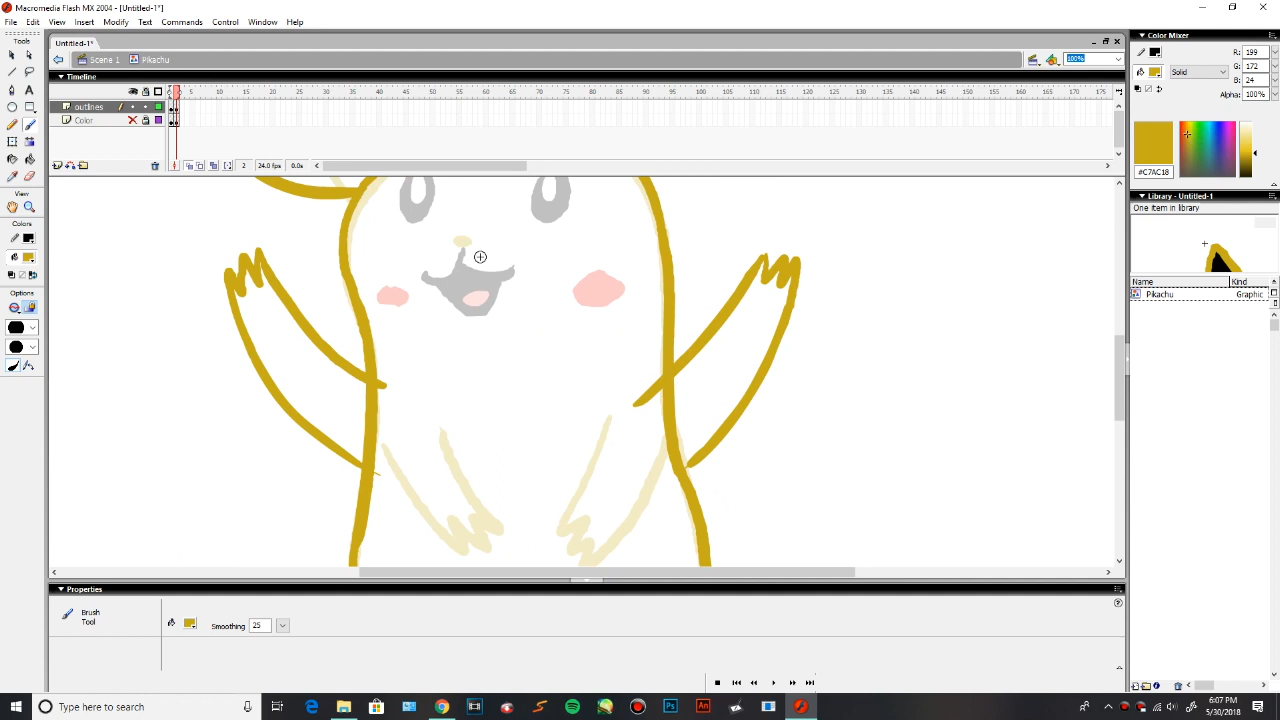 Macromedia Flash MX 2004 - [Untitled-1*]
File Edit View Insert Modify Text Commands Control Window Help
Tools
View
Colors
Options
Untitled-1*
Scene 1 Pikachu 100%
Timeline
5 10 15 20 25 30 35 40 45 50 55 60 65 70 75 80 85 90 95 100 105 110 115 120 125 130 135 140 145 150 155 160 165 170 175 180
outlines
Color
2 24.0 fps 0.0s
Color Mixer
R: 199
Solid G: 172
B: 24
Alpha: 100%
#C7AC18
Library - Untitled-1
One item in library
Name Kind
Pikachu Graphic
Properties
Brush
Tool
Smoothing 25
Type here to search
6:07 PM
5/30/2018